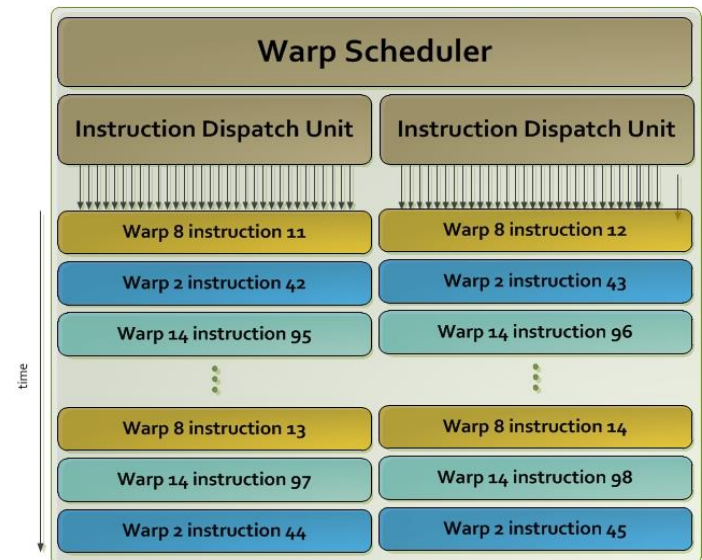 Warp Scheduler
Instruction Dispatch Unit
Instruction Dispatch Unit
Warp 8 instruction 11
Warp 8 instruction 12
Warp 2 instruction 42
Warp 2 instruction 43
Warp 14 instruction 95
Warp 14 instruction 96
time
Warp 8 instruction 13
Warp 8 instruction 14
Warp 14 instruction 97
Warp 14 instruction 98
Warp 2 instruction 44
Warp 2 instruction 45